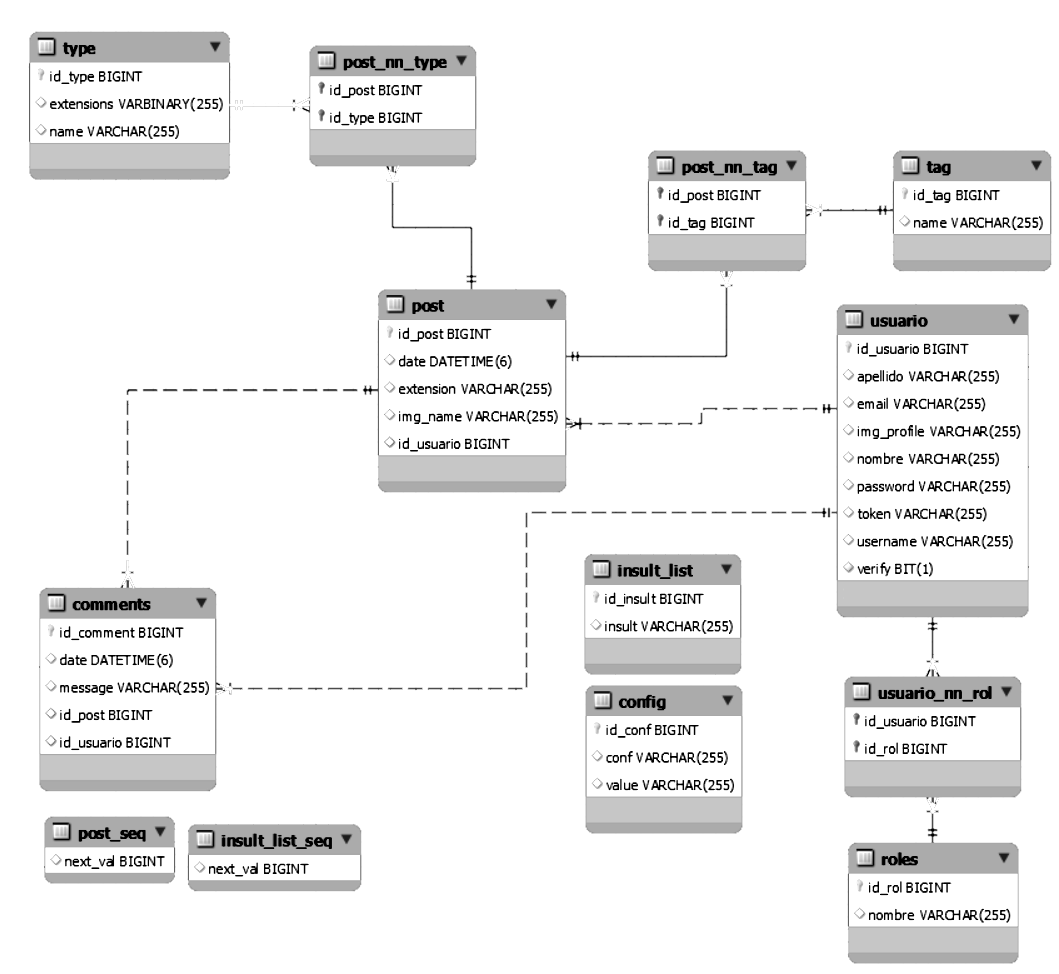 type
id_type BIGINT
extensions VARBINARY(255)
name VARCHAR(255)
post_nn_type
id_post BIGINT
id_type BIGINT
post_nn_tag
id_post BIGINT
id_tag BIGINT
tag
id_tag BIGINT
name VARCHAR(255)
post
id_post BIGINT
date DATETIME(6)
extension VARCHAR(255)
img_name VARCHAR(255)
id_usuario BIGINT
usuario
id_usuario BIGINT
apellido VARCHAR(255)
email VARCHAR(255)
img_profile VARCHAR(255)
nombre VARCHAR(255)
password VARCHAR(255)
token VARCHAR(255)
username VARCHAR(255)
verify BIT(1)
comments
id_comment BIGINT
date DATETIME(6)
message VARCHAR(255)
id_post BIGINT
id_usuario BIGINT
insult_list
id_insult BIGINT
insult VARCHAR(255)
config
id_conf BIGINT
conf VARCHAR(255)
value VARCHAR(255)
usuario_nn_rol
id_usuario BIGINT
id_rol BIGINT
post_seq
next_val BIGINT
insult_list_seq
next_val BIGINT
roles
id_rol BIGINT
nombre VARCHAR(255)